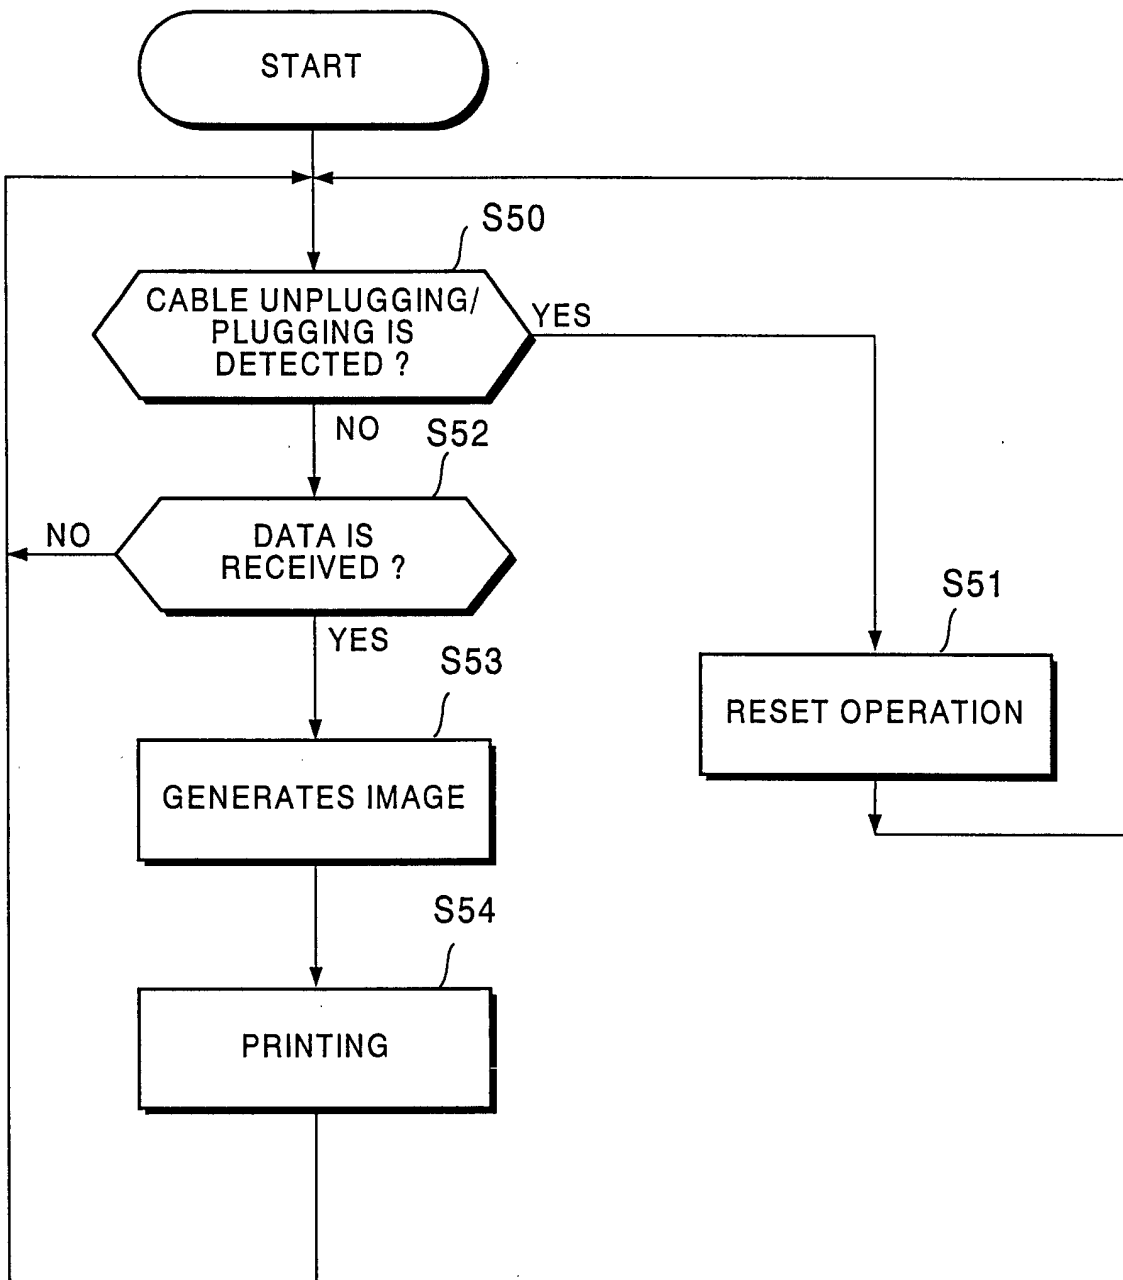 START
S50
CABLE UNPLUGGING/
PLUGGING IS
DETECTED ?
YES
NO
S52
DATA IS
RECEIVED ?
NO
YES
S51
RESET OPERATION
S53
GENERATES IMAGE
S54
PRINTING